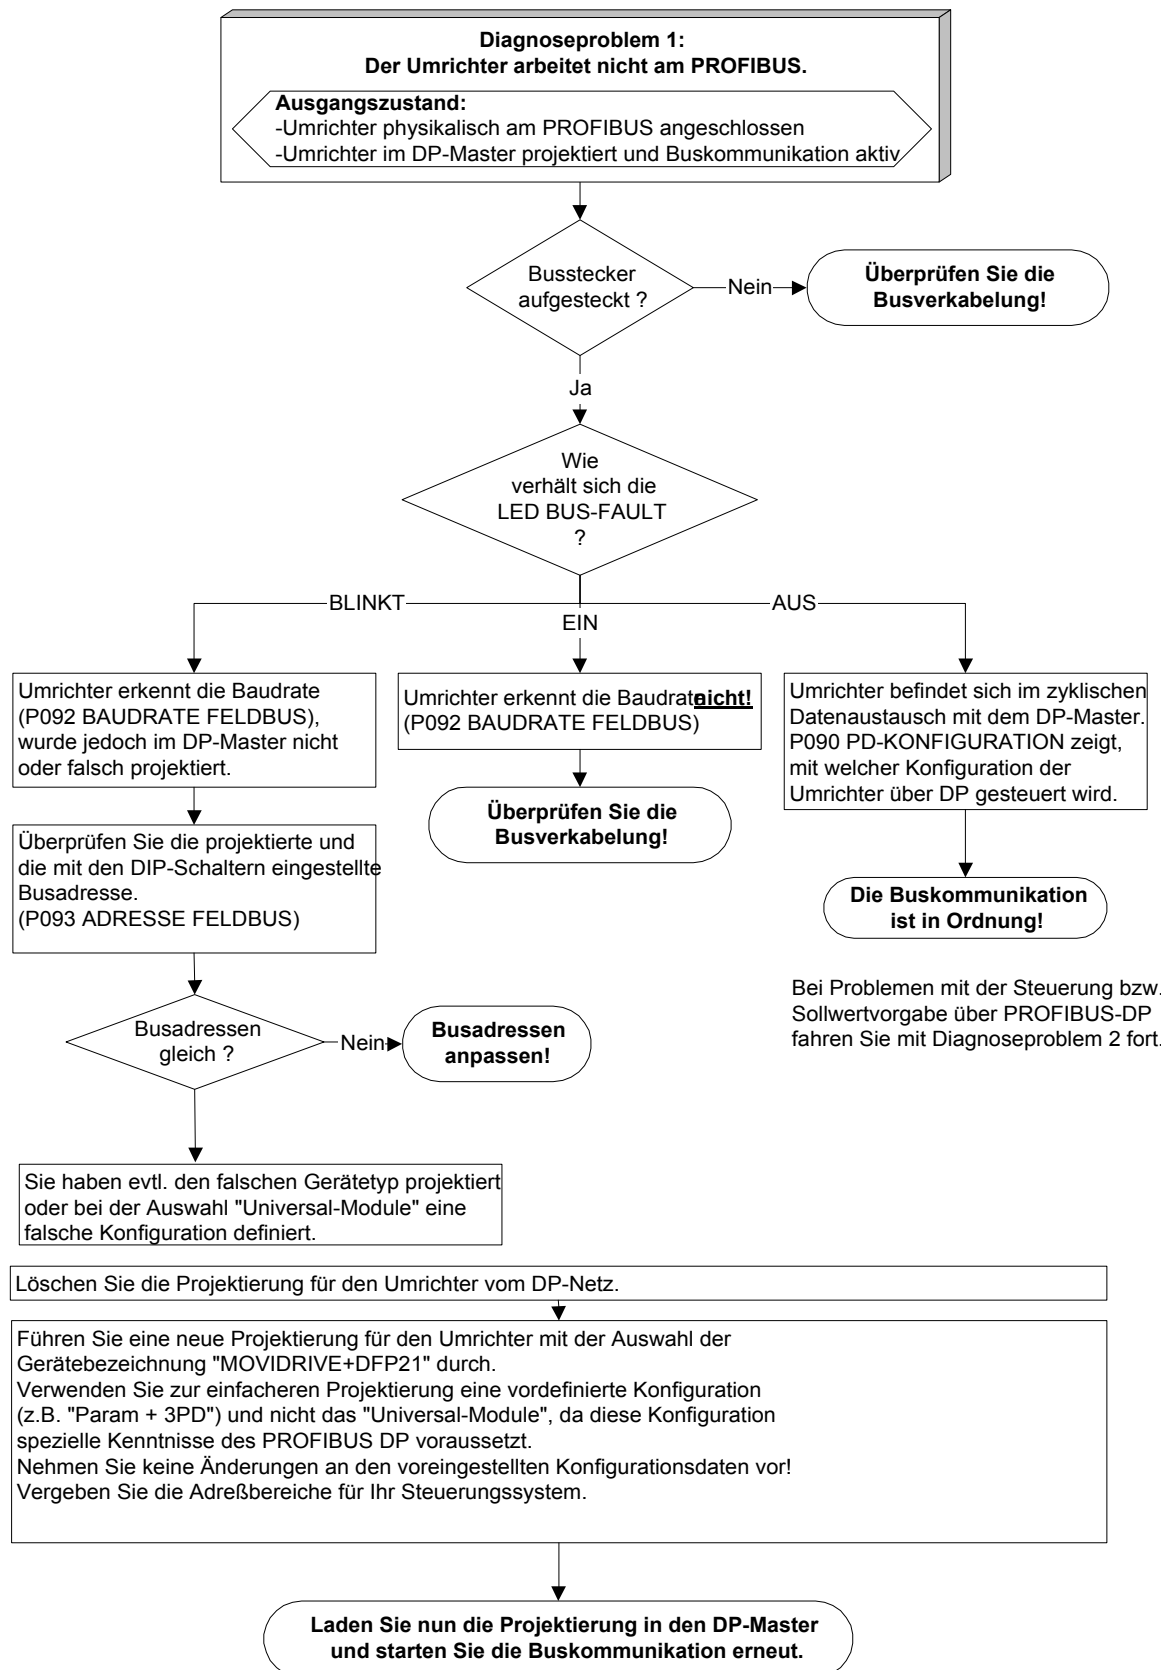 Diagnoseproblem 1:
Der Umrichter arbeitet nicht am PROFIBUS.
Ausgangszustand:
-Umrichter physikalisch am PROFIBUS angeschlossen
-Umrichter im DP-Master projektiert und Buskommunikation aktiv
Busstecker
aufgesteckt ?
Nein
Überprüfen Sie die
Busverkabelung!
Ja
Wie
verhält sich die
LED BUS-FAULT
?
BLINKT
EIN
AUS
Umrichter erkennt die Baudrate
(P092 BAUDRATE FELDBUS),
wurde jedoch im DP-Master nicht
oder falsch projektiert.
Umrichter erkennt die Baudrate nicht!
(P092 BAUDRATE FELDBUS)
Umrichter befindet sich im zyklischen
Datenaustausch mit dem DP-Master.
P090 PD-KONFIGURATION zeigt,
mit welcher Konfiguration der
Umrichter über DP gesteuert wird.
Überprüfen Sie die
Busverkabelung!
Überprüfen Sie die projektierte und
die mit den DIP-Schaltern eingestellte
Busadresse.
(P093 ADRESSE FELDBUS)
Die Buskommunikation
ist in Ordnung!
Bei Problemen mit der Steuerung bzw.
Sollwertvorgabe über PROFIBUS-DP
fahren Sie mit Diagnoseproblem 2 fort.
Busadressen
gleich ?
Nein
Busadressen
anpassen!
Sie haben evtl. den falschen Gerätetyp projektiert
oder bei der Auswahl "Universal-Module" eine
falsche Konfiguration definiert.
Löschen Sie die Projektierung für den Umrichter vom DP-Netz.
Führen Sie eine neue Projektierung für den Umrichter mit der Auswahl der
Gerätebezeichnung "MOVIDRIVE+DFP21" durch.
Verwenden Sie zur einfacheren Projektierung eine vordefinierte Konfiguration
(z.B. "Param + 3PD") und nicht das "Universal-Module", da diese Konfiguration
spezielle Kenntnisse des PROFIBUS DP voraussetzt.
Nehmen Sie keine Änderungen an den voreingestellten Konfigurationsdaten vor!
Vergeben Sie die Adreßbereiche für Ihr Steuerungssystem.
Laden Sie nun die Projektierung in den DP-Master
und starten Sie die Buskommunikation erneut.